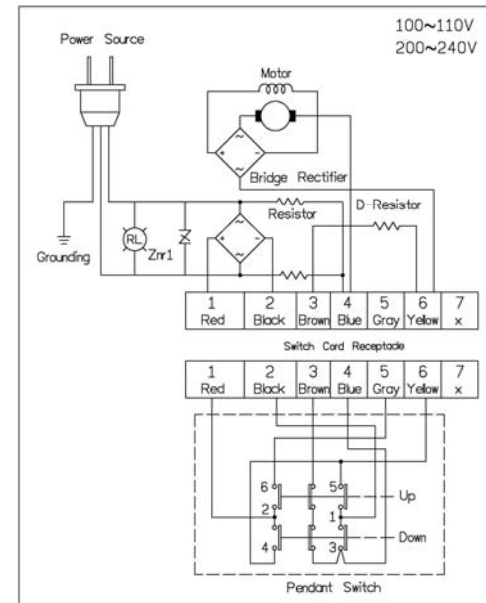 100~110V
200~240V
Power Source
Motor
Bridge Rectifier
Resistor
D-Resistor
RL
Znr1
Grounding
1 2 3 4 5 6 7
Red Black Brown Blue Gray Yellow x
Switch Cord Receptacle
1 2 3 4 5 6 7
Red Black Brown Blue Gray Yellow x
6 5
Up
2 1
Down
4 3
Pendant Switch